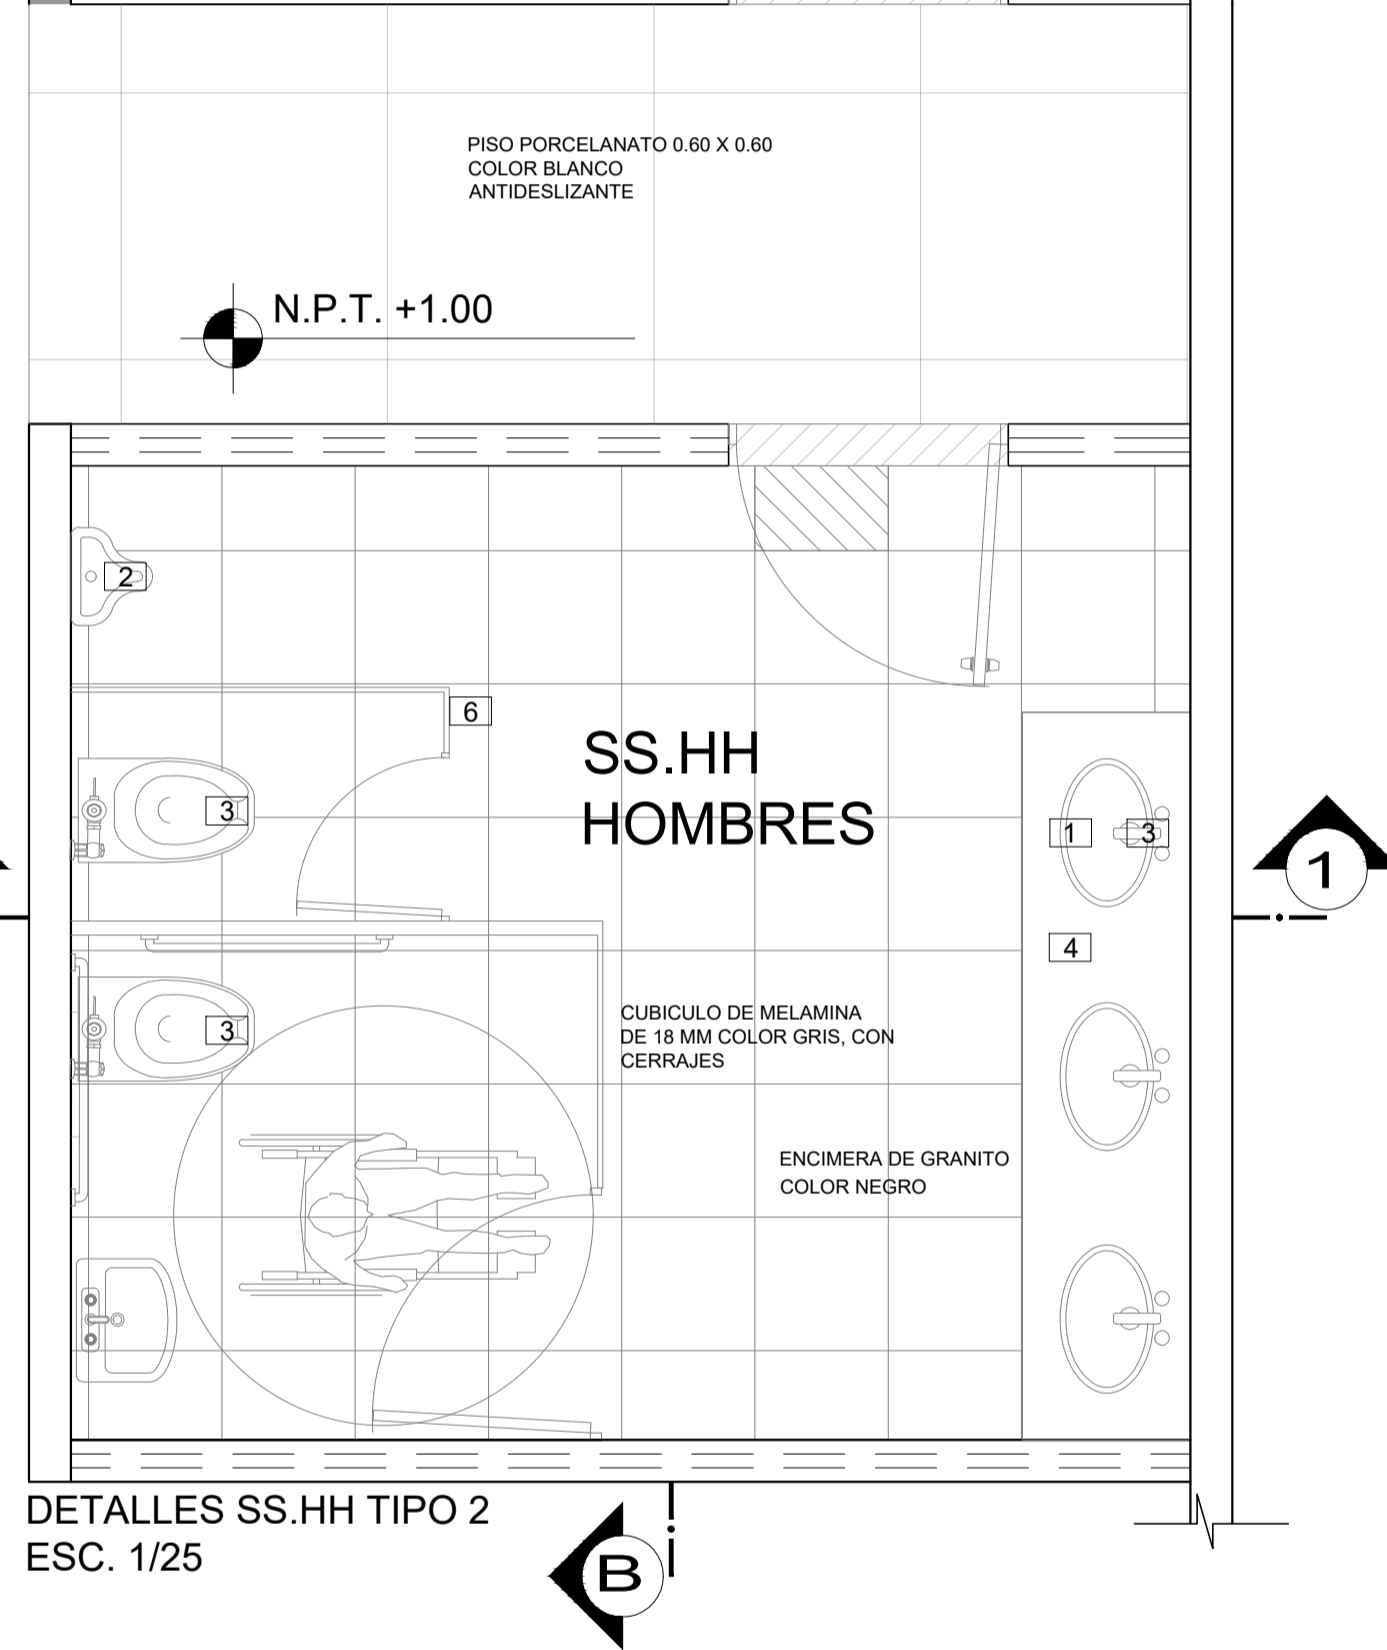 PISO PORCELANATO 0.60 X 0.60
COLOR BLANCO
ANTIDESLIZANTE
N.P.T. +1.00
2
6
SS.HH
HOMBRES
3
1
3
1
4
CUBICULO DE MELAMINA
DE 18 MM COLOR GRIS, CON
CERRAJES
3
ENCIMERA DE GRANITO
COLOR NEGRO
DETALLES SS.HH TIPO 2
ESC. 1/25
B